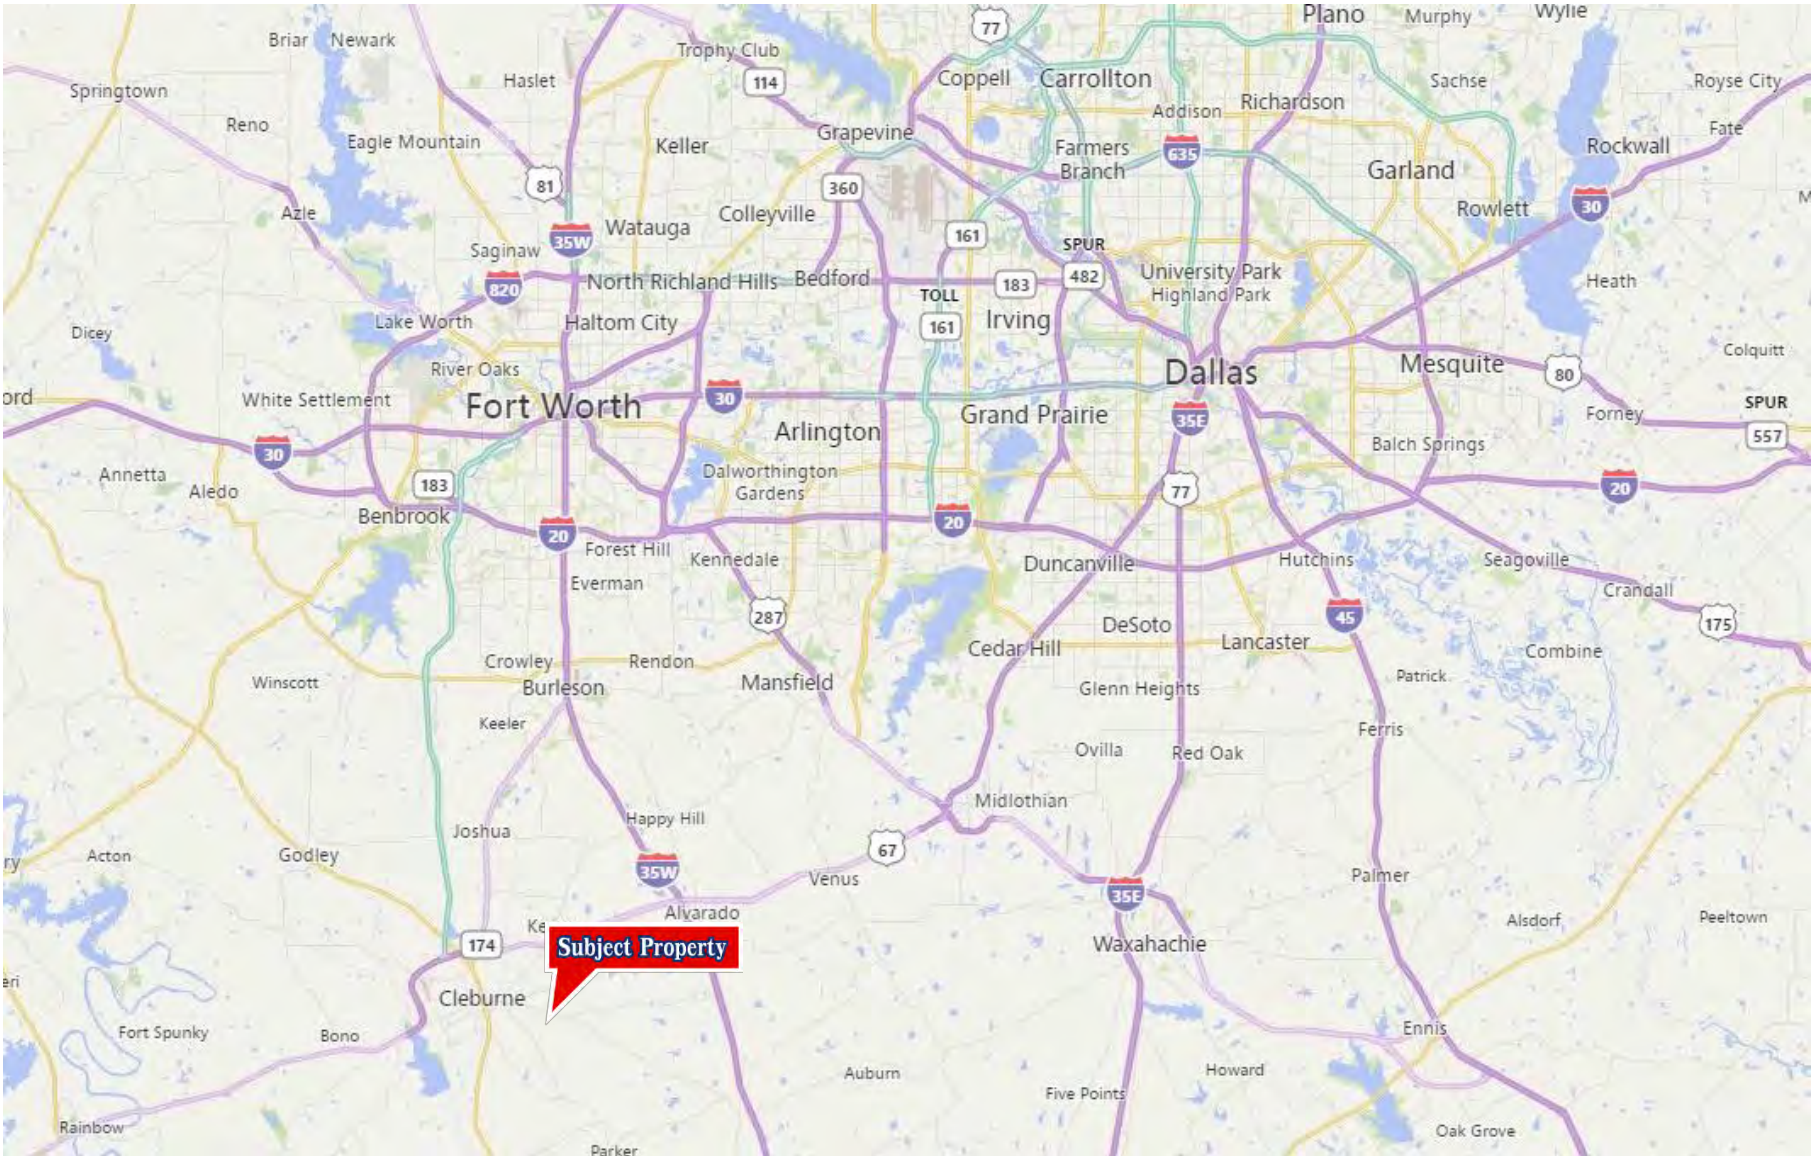 77
Plano
Murphy
Wylie
Briar
Newark
Trophy Club
Haslet
114
Coppell
Carrollton
Sachse
Royse City
Springtown
Addison
Richardson
Reno
Grapevine
Fate
Eagle Mountain
Keller
Farmers
Branch
635
Rockwall
Garland
81
360
30
Azle
Colleyville
Rowlett
Watauga
35W
161
SPUR
482
Saginaw
820
North Richland Hills
Bedford
183
University Park
Highland Park
Heath
TOLL
161
Lake Worth
Haltom City
Irving
Dicey
Colquitt
River Oaks
Dallas
Mesquite
80
White Settlement
Fort Worth
30
ord
Grand Prairie
35E
Forney
SPUR
557
Arlington
Balch Springs
30
Annetta
Aledo
183
Dalworthington
Gardens
77
20
Benbrook
20
20
Forest Hill
Kennedale
Duncanville
Hutchins
Seagoville
Everman
Crandall
287
45
175
DeSoto
Cedar Hill
Lancaster
Combine
Crowley
Rendon
Winscott
Burleson
Mansfield
Glenn Heights
Patrick
Keeler
Ferris
Ovilla
Red Oak
Midlothian
Happy Hill
Joshua
67
ry
Acton
Godley
35W
Venus
35E
Palmer
Alvarado
Alsdorf
Peeltown
Ke
174
Subject Property
Waxahachie
eri
Cleburne
Fort Spunky
Bono
Ennis
Auburn
Howard
Five Points
Rainbow
Oak Grove
Parker
M